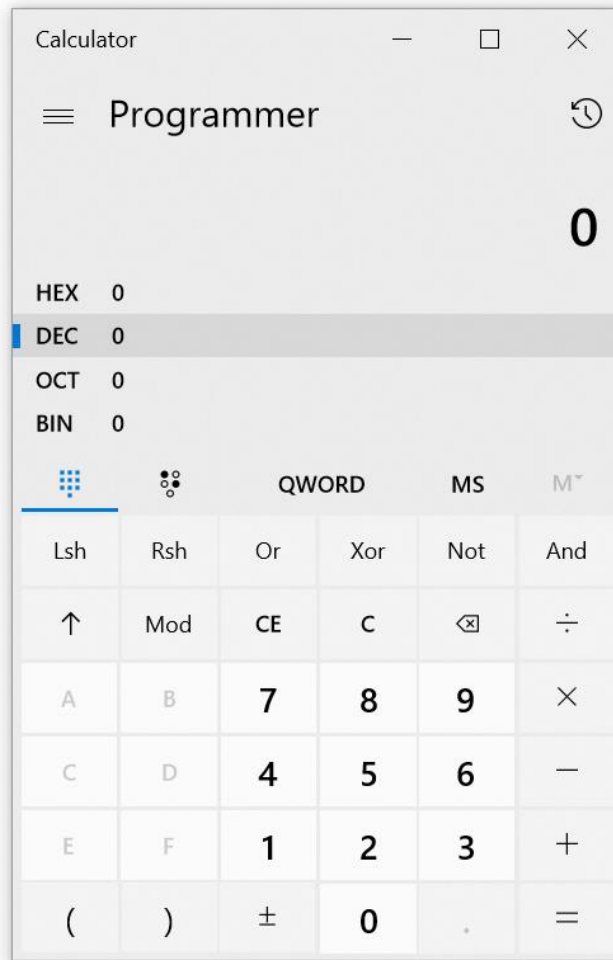 Calculator
Programmer
0
HEX 0
DEC 0
OCT 0
BIN 0
QWORD MS M
Lsh Rsh Or Xor Not And
↑ Mod CE C ÷
A B 7 8 9 ×
C D 4 5 6 −
E F 1 2 3 +
( ) ± 0 . =